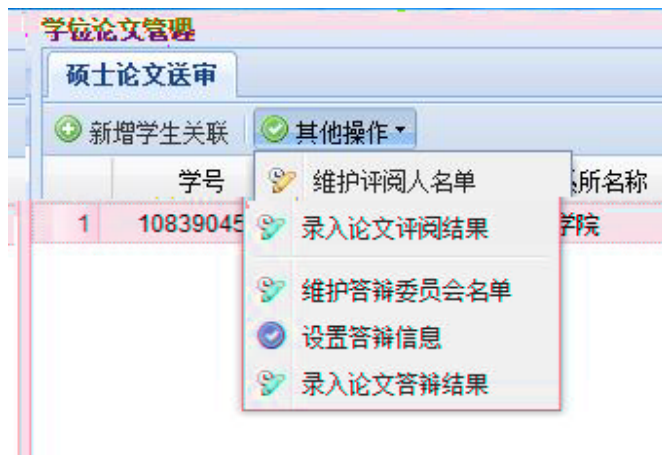 学位论文管理
硕士论文送审
新增学生关联 其他操作
学号 维护评阅人名单 所名称
1 10839045 录入论文评阅结果 学院
维护答辩委员会名单
设置答辩信息
录入论文答辩结果